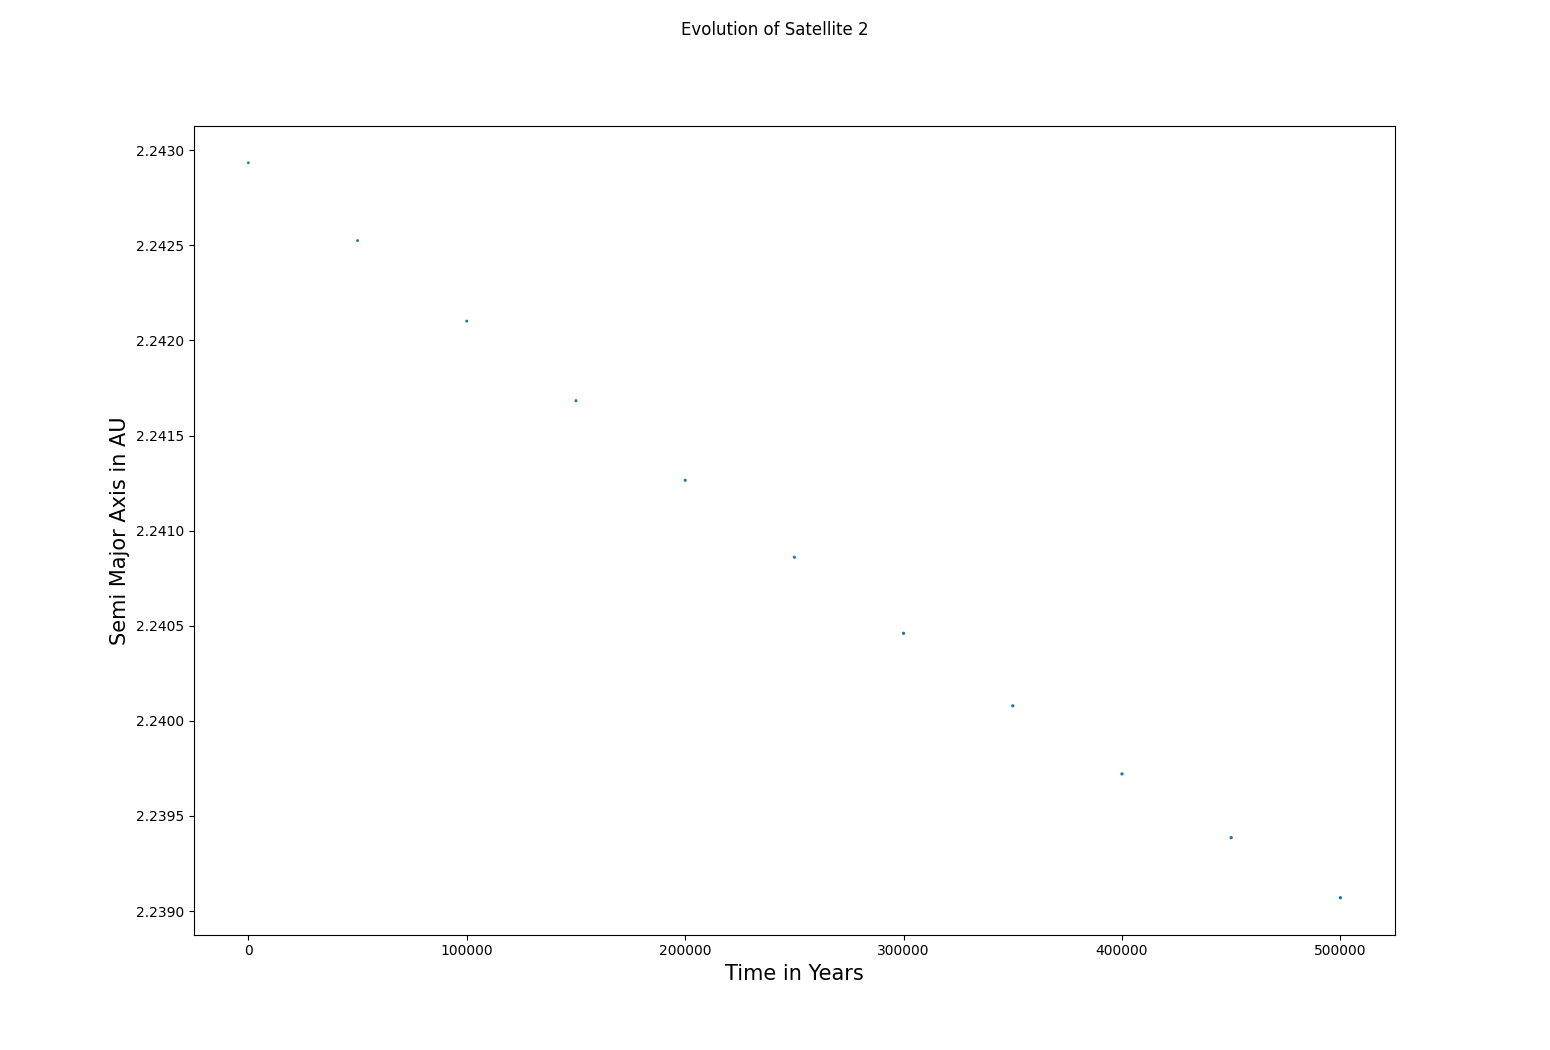 Evolution of Satellite 2
2.2430
2.2425
2.2420
2.2415
2.2410
2.2405
2.2400
2.2395
2.2390
Semi Major Axis in AU
0 100000 200000 300000 400000 500000
Time in Years